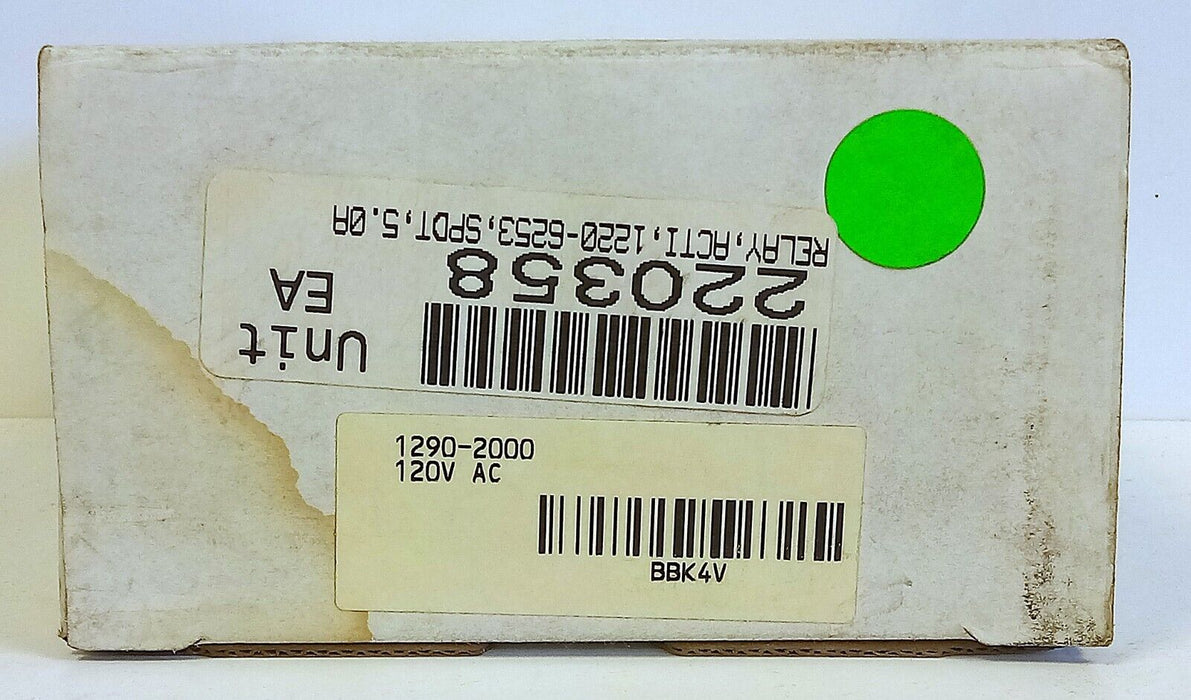 Unit
EA
220358
RELAY,ACTI,1220-6253,SPDT,5.0A
1290-2000
120V AC
BBK4V